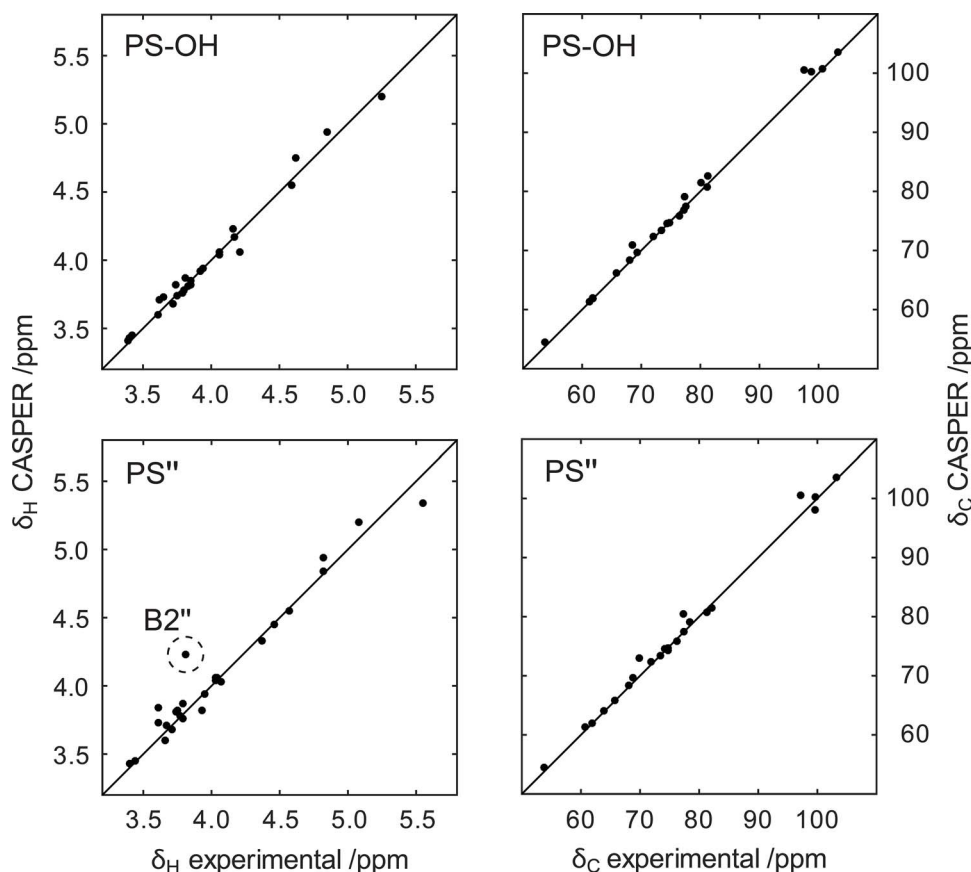 PS-OH
5.5
5.0
4.5
4.0
3.5
3.5 4.0 4.5 5.0 5.5
PS-OH
100
90
80
70
60
60 70 80 90 100
PS"
B2"
5.5
5.0
4.5
4.0
3.5
3.5 4.0 4.5 5.0 5.5
PS"
100
90
80
70
60
60 70 80 90 100
δH CASPER /ppm
δC CASPER /ppm
δH experimental /ppm
δC experimental /ppm